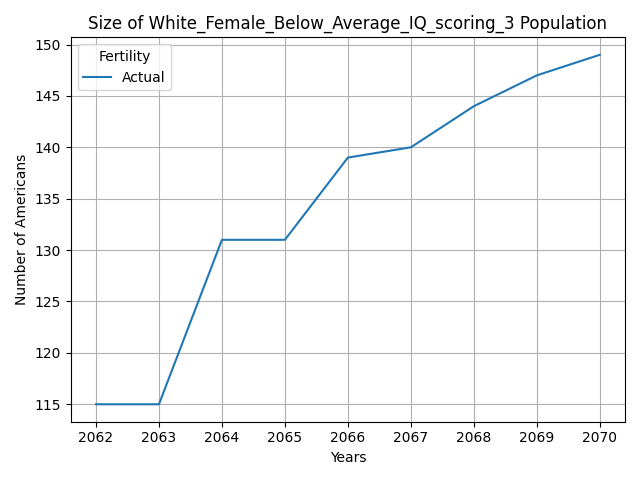 Size of White_Female_Below_Average_IQ_scoring_3 Population
Fertility
Actual
Number of Americans
150
145
140
135
130
125
120
115
2062 2063 2064 2065 2066 2067 2068 2069 2070
Years